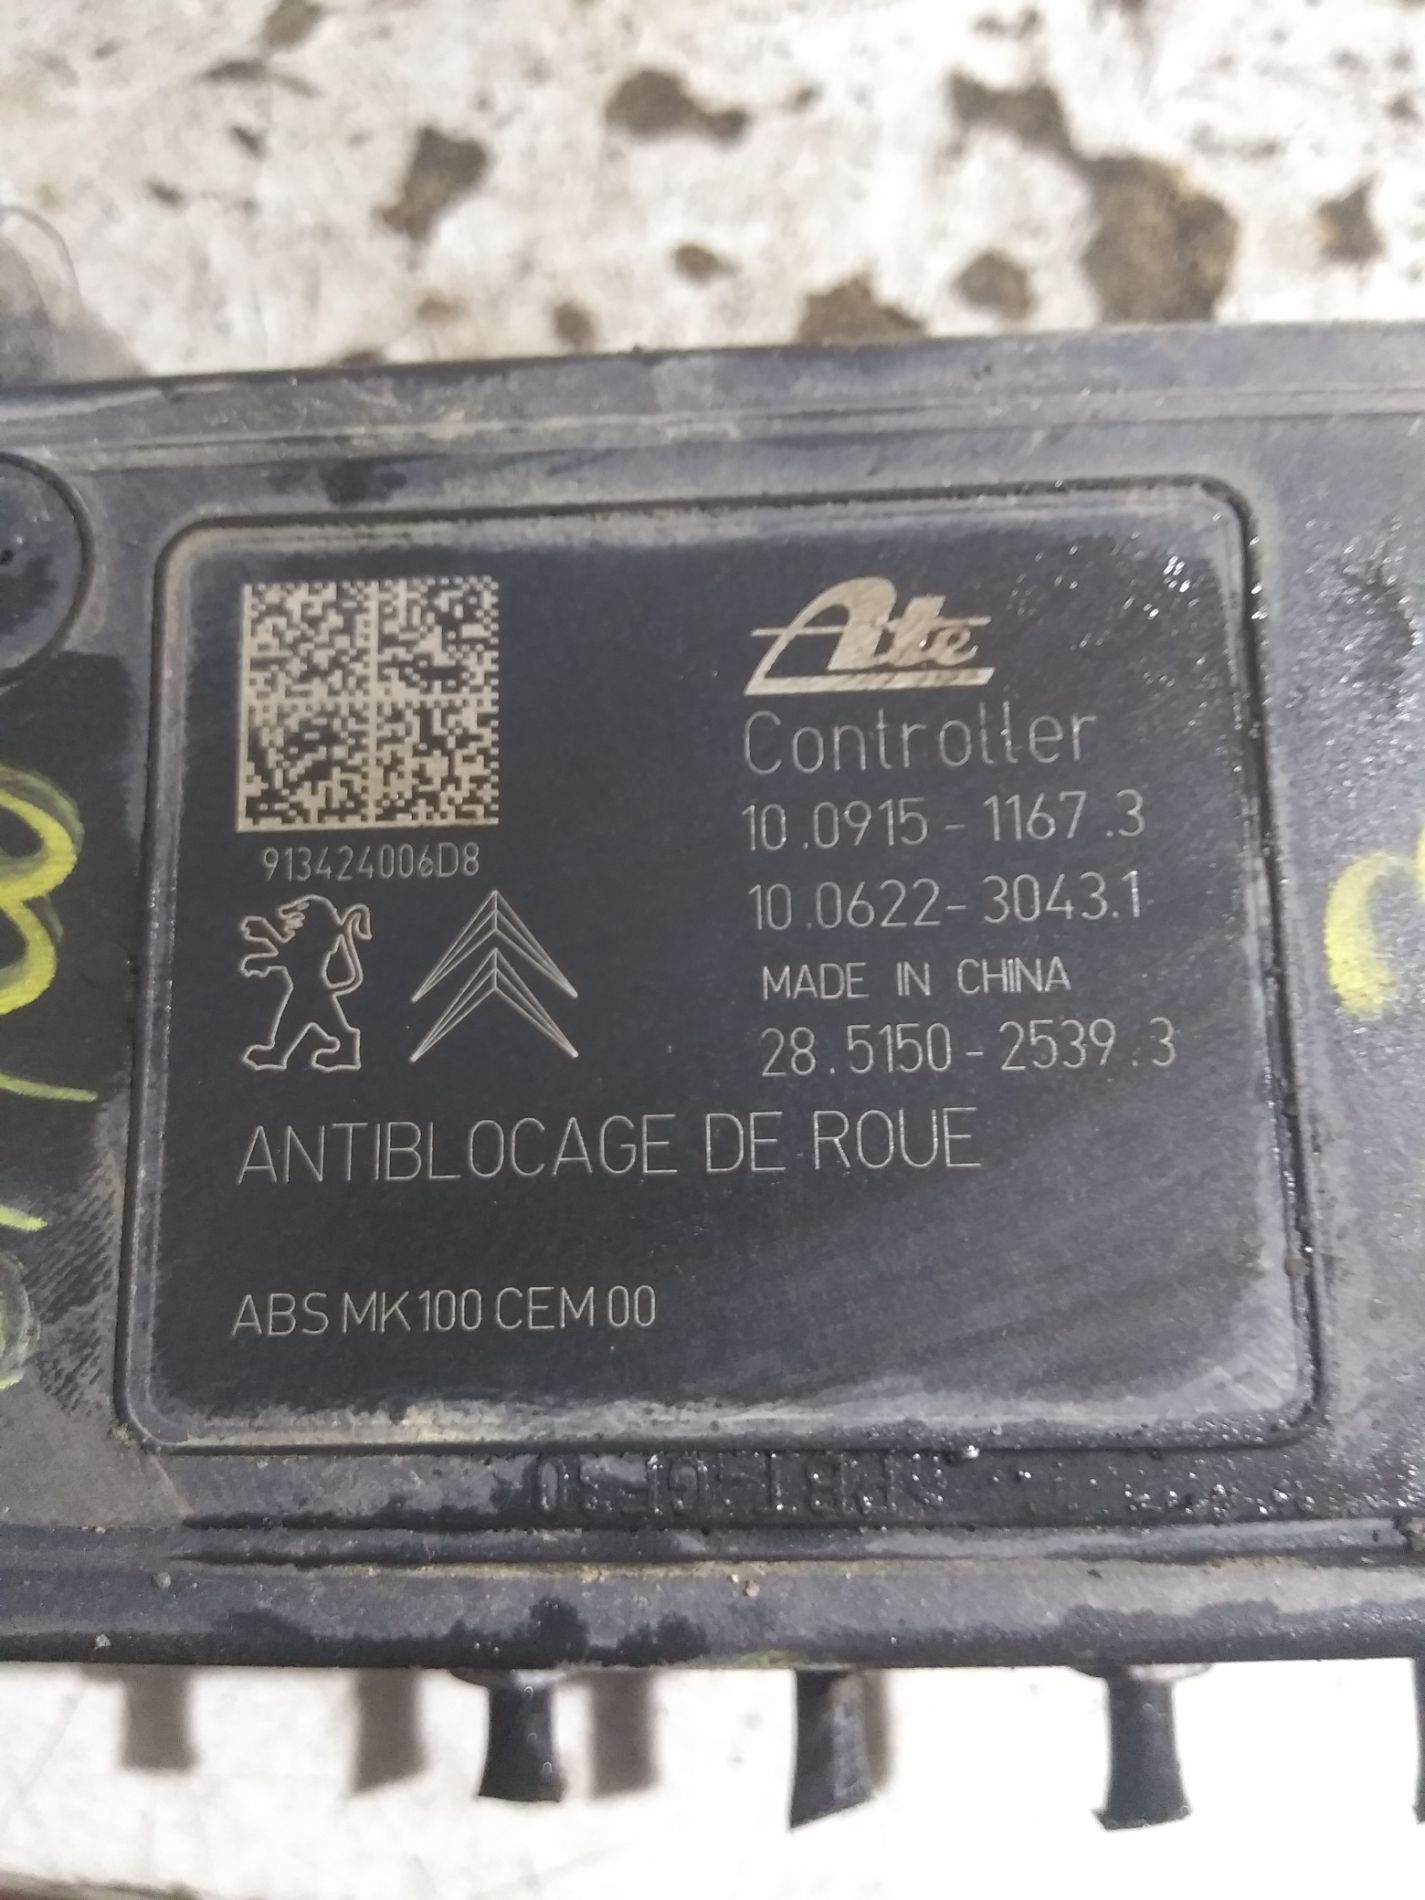 913424006D8
Ate
Controller
10.0915-1167.3
10.0622-3043.1
MADE IN CHINA
28.5150-2539.3
ANTIBLOCAGE DE ROUE
ABS MK100 CEM 00